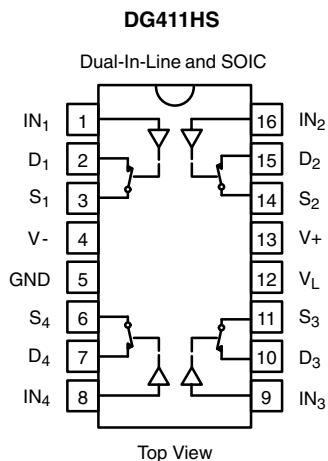 DG411HS
Dual-In-Line and SOIC
IN1 1 16 IN2
D1 2 15 D2
S1 3 14 S2
V- 4 13 V+
GND 5 12 VL
S4 6 11 S3
D4 7 10 D3
IN4 8 9 IN3
Top View